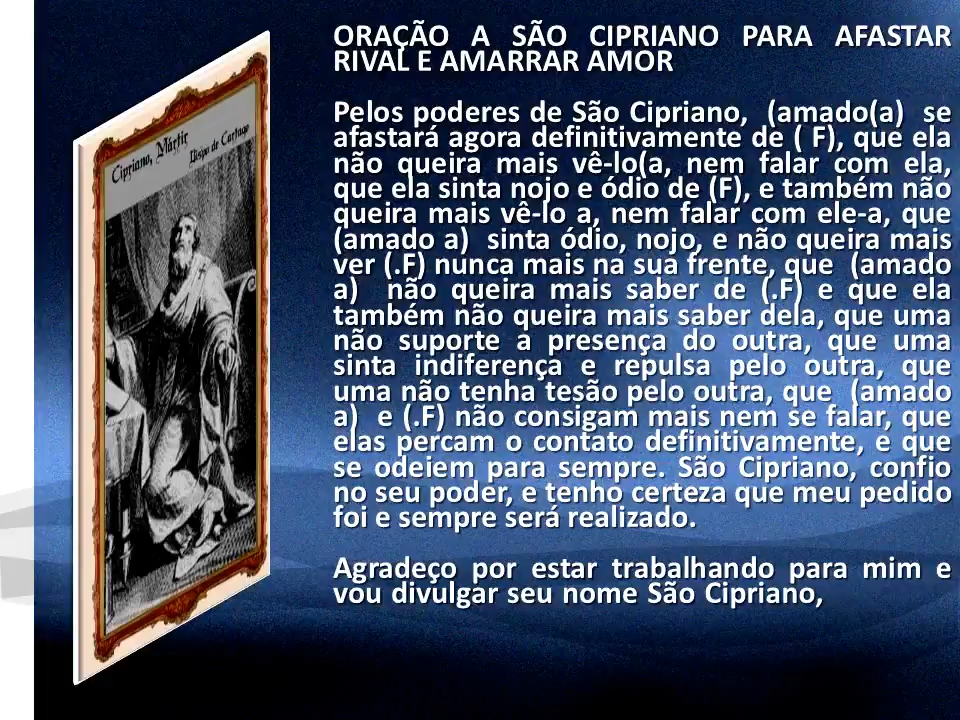 Cipriano, Mártir
Bispo de Cartago
ORAÇÃO A SÃO CIPRIANO PARA AFASTAR
RIVAL E AMARRAR AMOR
Pelos poderes de São Cipriano, (amado(a) se
afastará agora definitivamente de ( F), que ela
não queira mais vê-lo(a, nem falar com ela,
que ela sinta nojo e ódio de (F), e também não
queira mais vê-lo a, nem falar com ele-a, que
(amado a) sinta ódio, nojo, e não queira mais
ver (.F) nunca mais na sua frente, que (amado
a) não queira mais saber de (.F) e que ela
também não queira mais saber dela, que uma
não suporte a presença do outra, que uma
sinta indiferença e repulsa pelo outra, que
uma não tenha tesão pelo outra, que (amado
a) e (.F) não consigam mais nem se falar, que
elas percam o contato definitivamente, e que
se odeiem para sempre. São Cipriano, confio
no seu poder, e tenho certeza que meu pedido
foi e sempre será realizado.
Agradeço por estar trabalhando para mim e
vou divulgar seu nome São Cipriano,